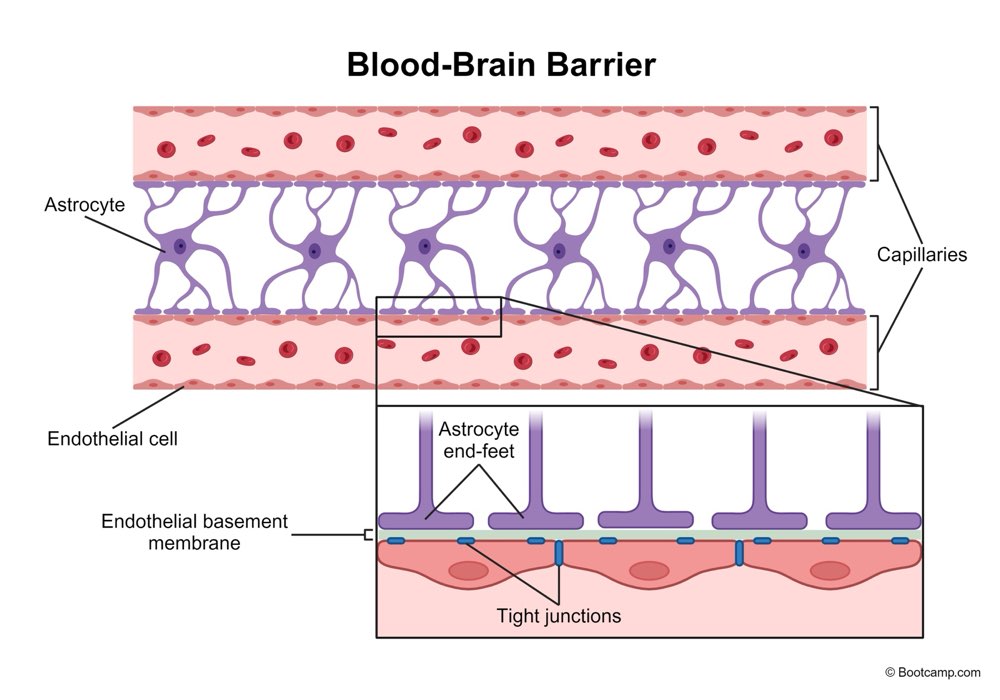 Blood-Brain Barrier
Astrocyte
Capillaries
Endothelial cell
Astrocyte
end-feet
Endothelial basement
membrane
Tight junctions
© Bootcamp.com